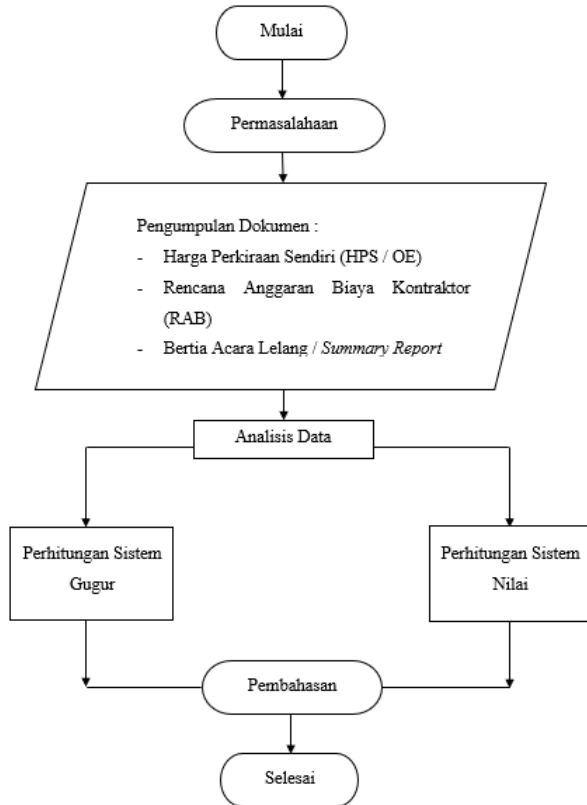 Mulai
Permasalahaan
Pengumpulan Dokumen :
- Harga Perkiraan Sendiri (HPS / OE)
- Rencana Anggaran Biaya Kontraktor
(RAB)
- Bertia Acara Lelang / Summary Report
Analisis Data
Perhitungan Sistem
Gugur
Perhitungan Sistem
Nilai
Pembahasan
Selesai